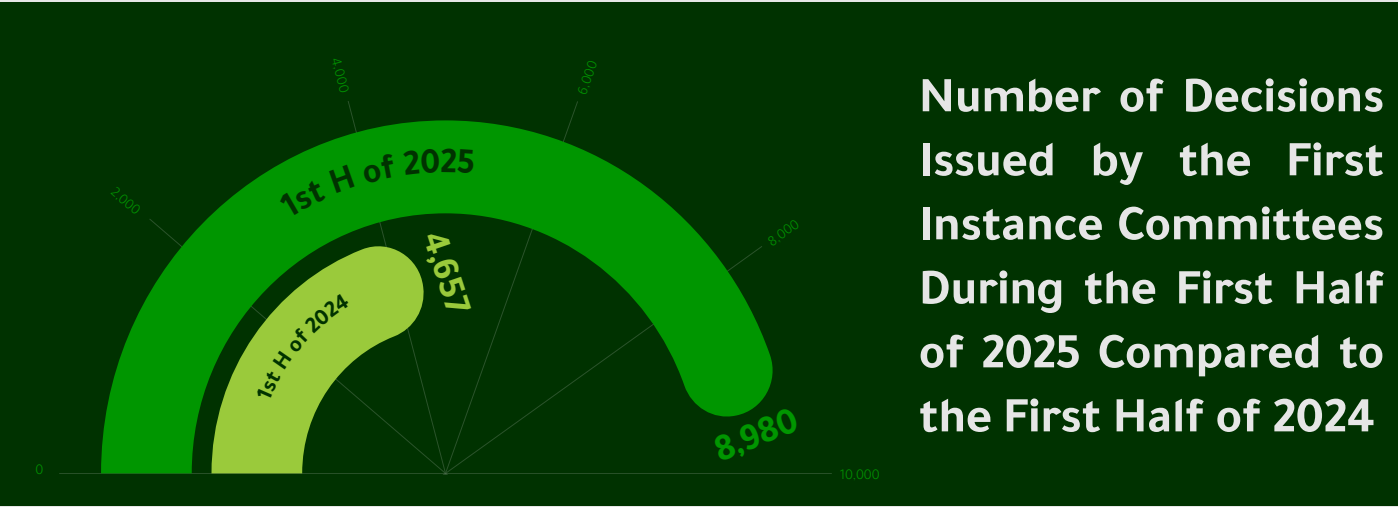 0
2,000
4,000
6,000
8,000
10,000
1st H of 2025
8,980
1st H of 2024
4,657
Number of Decisions
Issued by the First
Instance Committees
During the First Half
of 2025 Compared to
the First Half of 2024